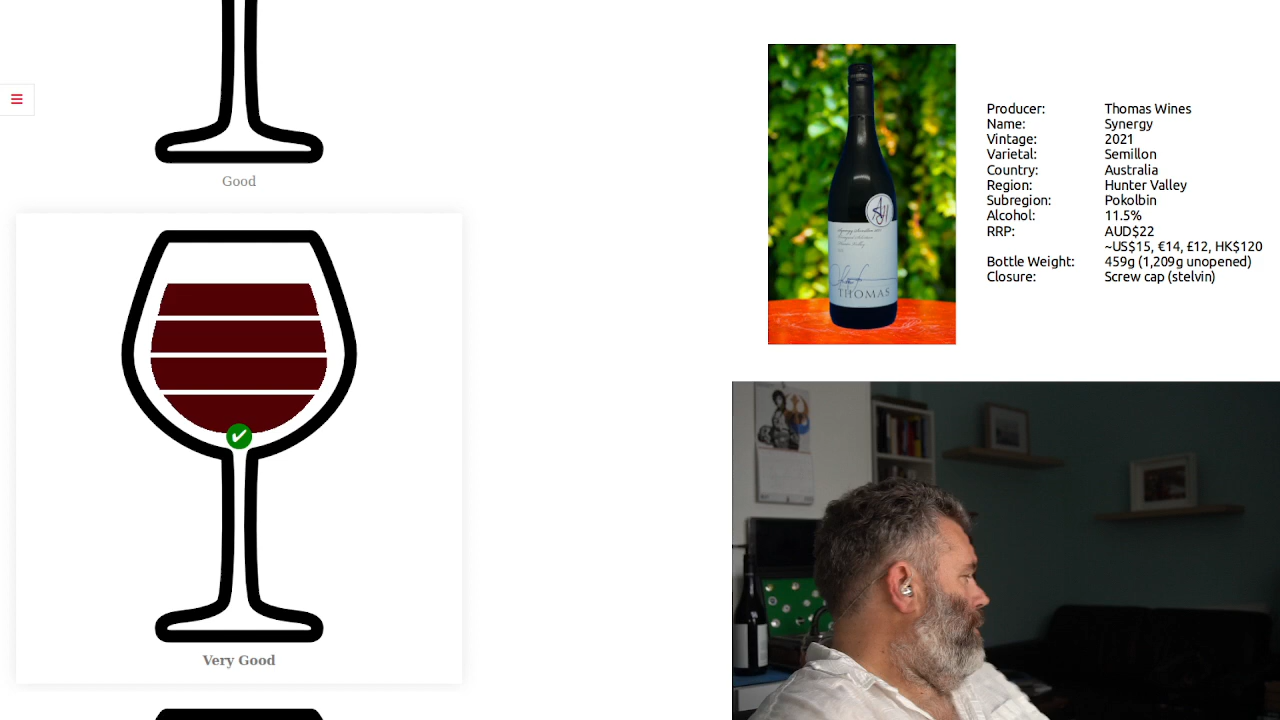 Good
Very Good
Producer: Thomas Wines
Name: Synergy
Vintage: 2021
Varietal: Semillon
Country: Australia
Region: Hunter Valley
Subregion: Pokolbin
Alcohol: 11.5%
RRP: AUD$22
~US$15, €14, £12, HK$120
Bottle Weight: 459g (1,209g unopened)
Closure: Screw cap (stelvin)
THOMAS